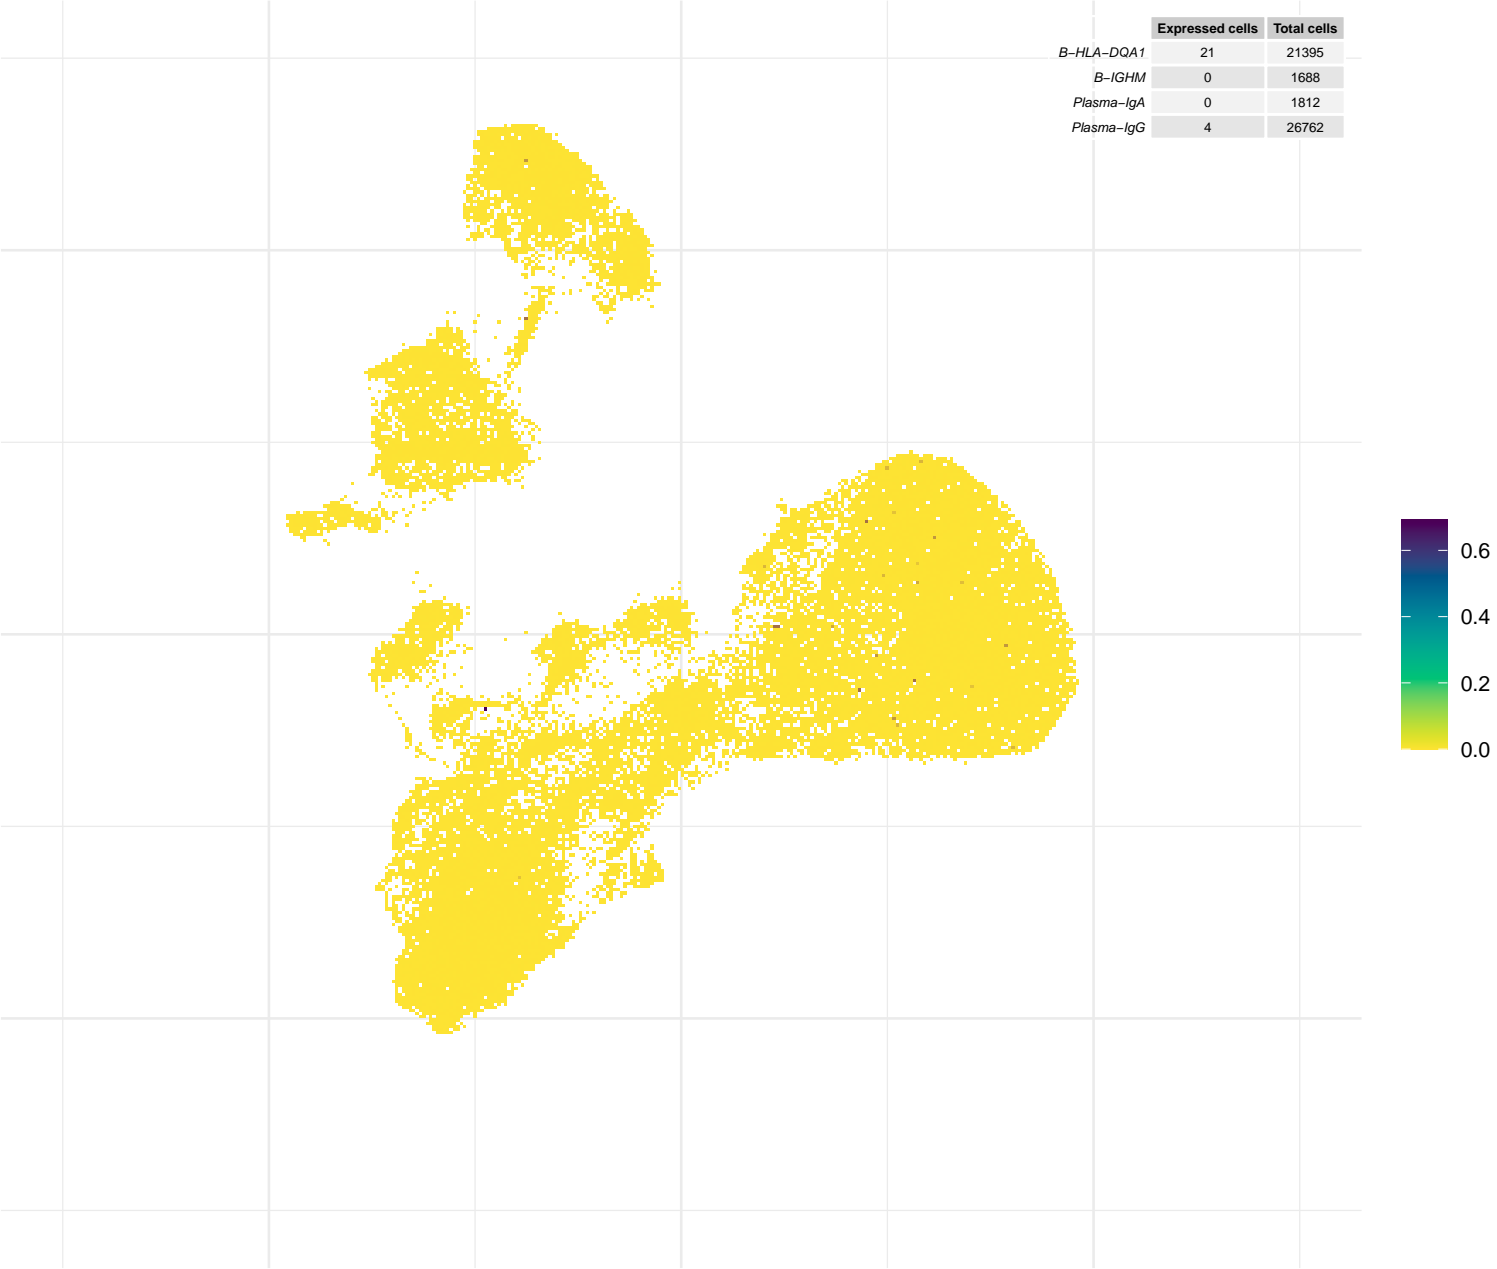 Expressed cells Total cells
B−HLA−DQA1 21 21395
B−IGHM 0 1688
Plasma−IgA 0 1812
Plasma−IgG 4 26762
0.6
0.4
0.2
0.0